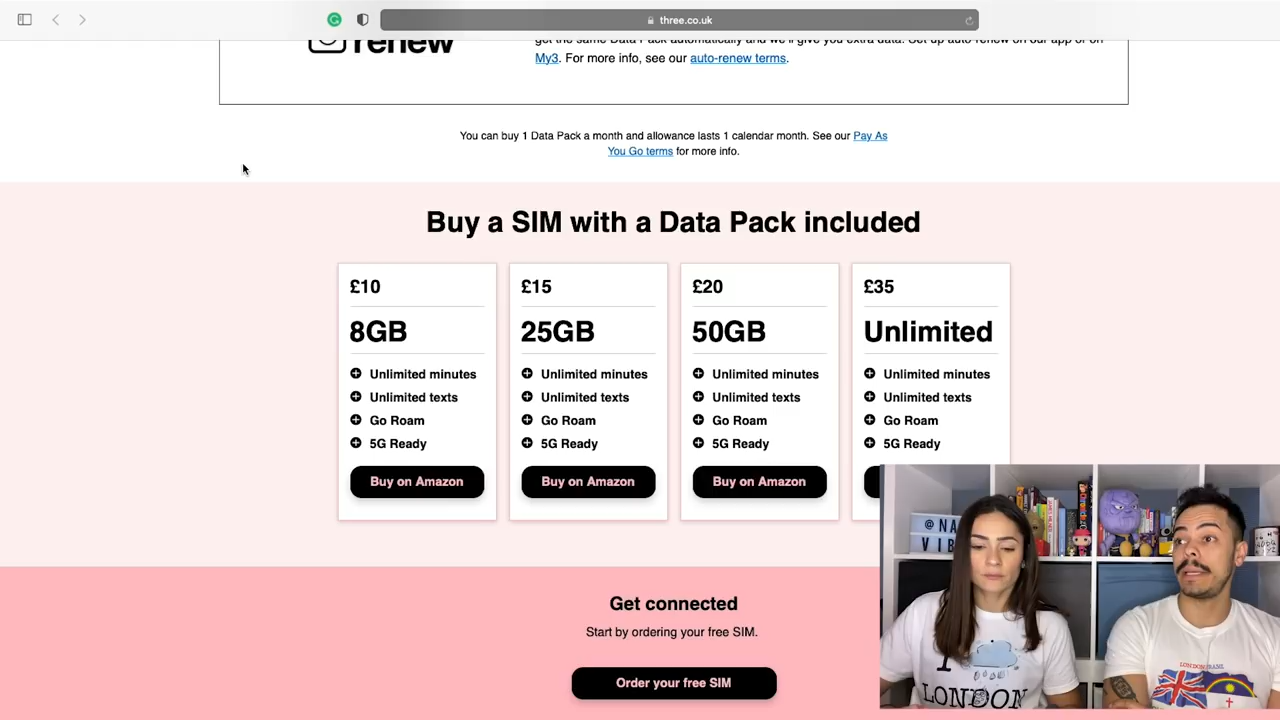 three.co.uk
renew
get the same Data Pack automatically and we'll give you extra data. Set up auto-renew on our app or on
My3. For more info, see our auto-renew terms.
You can buy 1 Data Pack a month and allowance lasts 1 calendar month. See our Pay As
You Go terms for more info.
Buy a SIM with a Data Pack included
£10
8GB
Unlimited minutes
Unlimited texts
Go Roam
5G Ready
Buy on Amazon
£15
25GB
Unlimited minutes
Unlimited texts
Go Roam
5G Ready
Buy on Amazon
£20
50GB
Unlimited minutes
Unlimited texts
Go Roam
5G Ready
Buy on Amazon
£35
Unlimited
Unlimited minutes
Unlimited texts
Go Roam
5G Ready
Get connected
Start by ordering your free SIM.
Order your free SIM
@NA
VIB
I
LONDON
LONDON